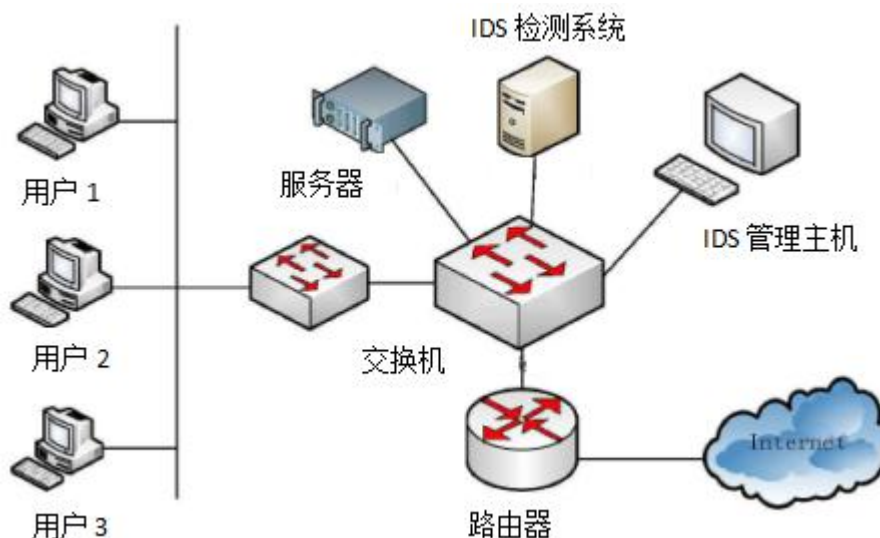 IDS 检测系统
用户 1
服务器
IDS 管理主机
用户 2
交换机
Internet
用户 3
路由器